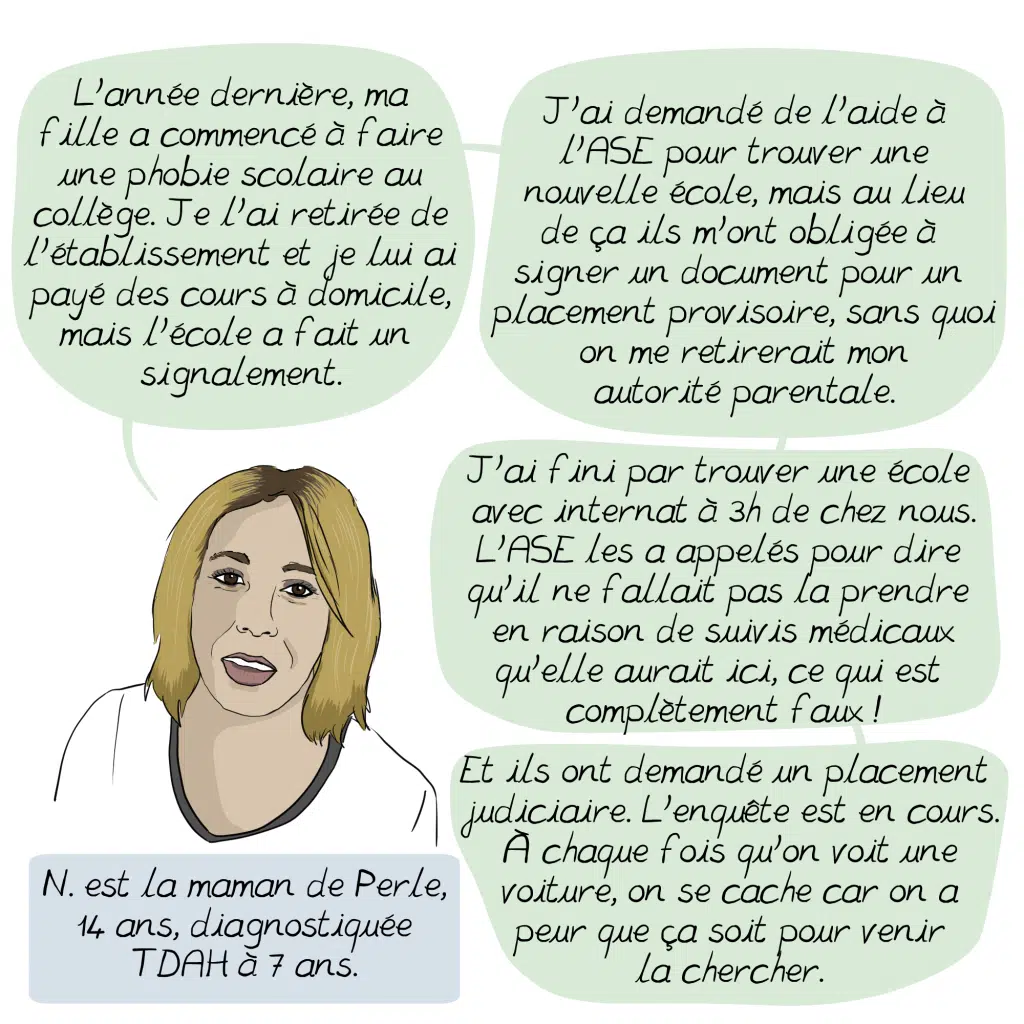 L'année dernière, ma
fille a commencé à faire
une phobie scolaire au
collège. Je l'ai retirée de
l'établissement et je lui ai
payé des cours à domicile,
mais l'école a fait un
signalement.
J'ai demandé de l'aide à
l'ASE pour trouver une
nouvelle école, mais au lieu
de ça ils m'ont obligée à
signer un document pour un
placement provisoire, sans quoi
on me retirerait mon
autorité parentale.
J'ai fini par trouver une école
avec internat à 3h de chez nous.
L'ASE les a appelés pour dire
qu'il ne fallait pas la prendre
en raison de suivis médicaux
qu'elle aurait ici, ce qui est
complètement faux !
Et ils ont demandé un placement
judiciaire. L'enquête est en cours.
À chaque fois qu'on voit une
voiture, on se cache car on a
peur que ça soit pour venir
la chercher.
N. est la maman de Perle,
14 ans, diagnostiquée
TDAH à 7 ans.